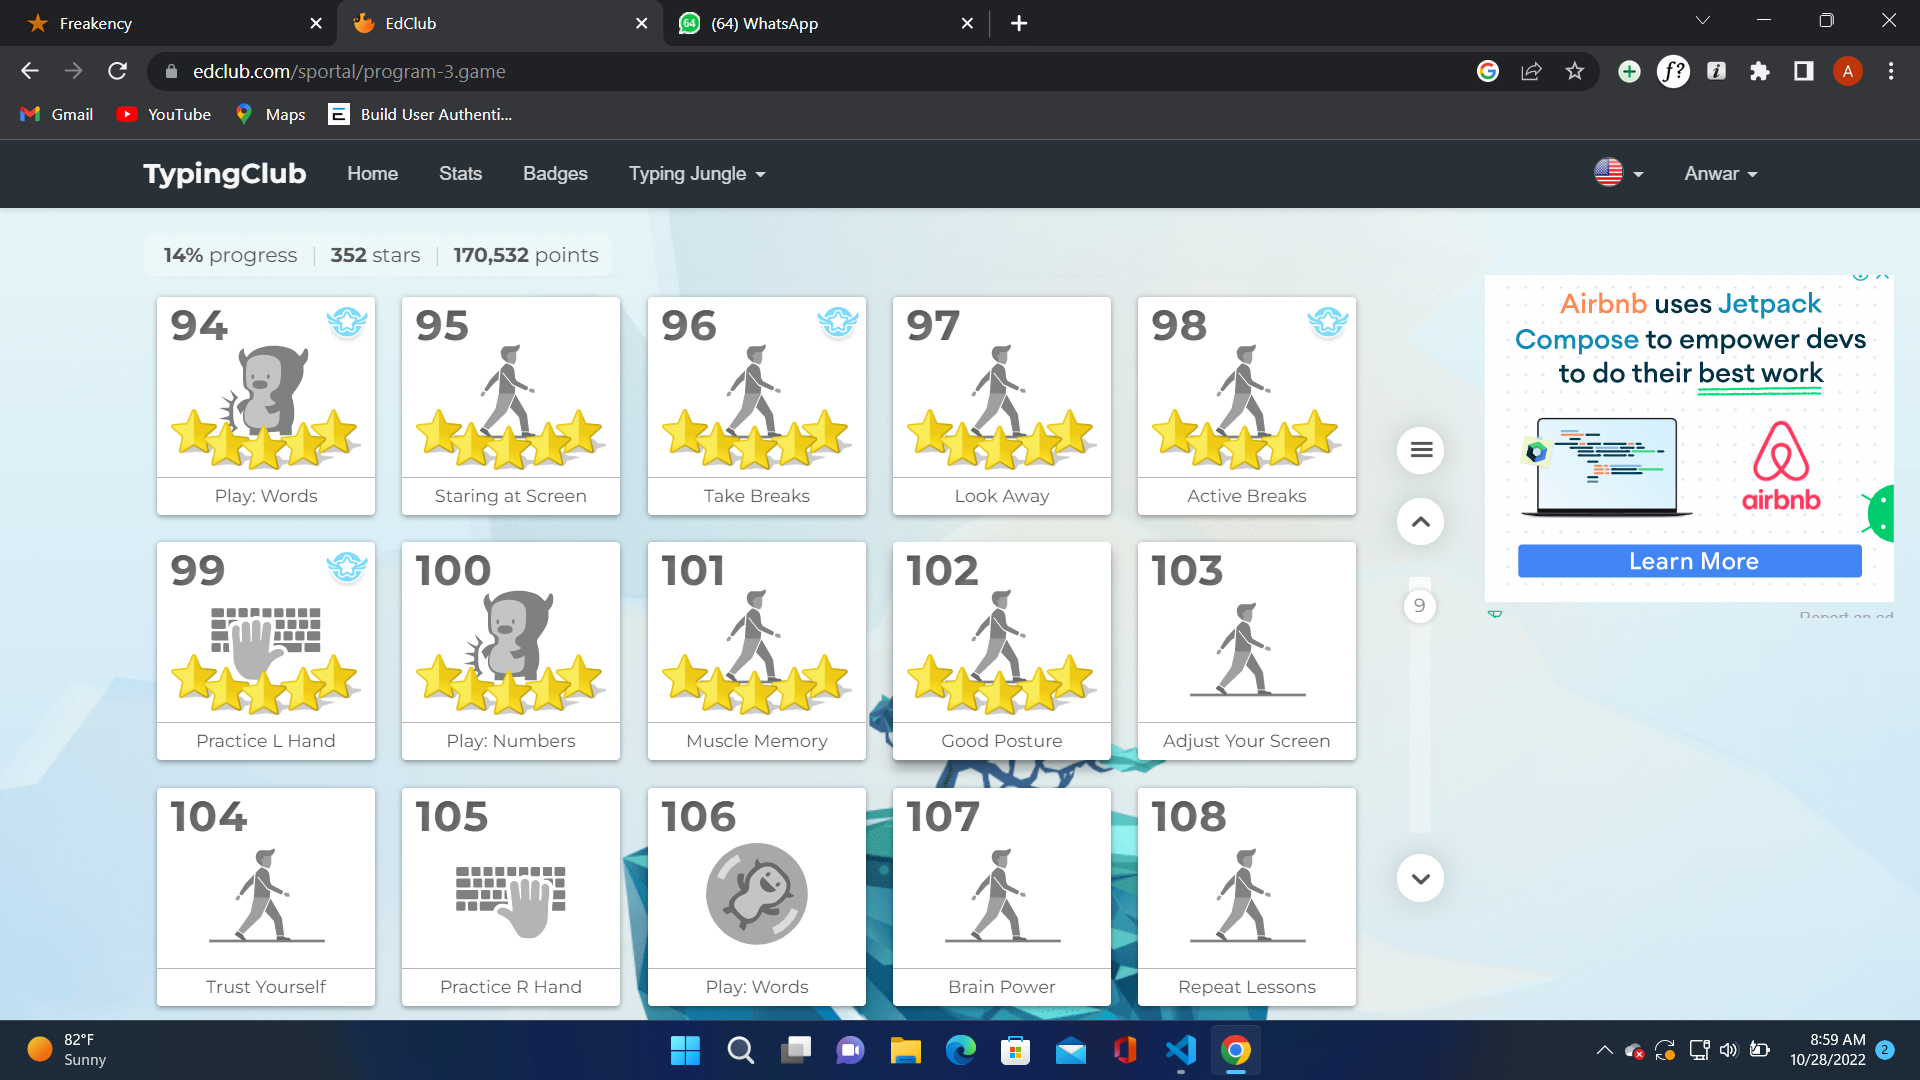 Freakency
EdClub
64
(64) WhatsApp
edclub.com/sportal/program-3.game
f?
i
A
Gmail
YouTube
Maps
Build User Authenti...
TypingClub
Home
Stats
Badges
Typing Jungle
Anwar
14% progress
352 stars
170,532 points
94
95
96
97
98
Play: Words
Staring at Screen
Take Breaks
Look Away
Active Breaks
99
100
101
102
103
Practice L Hand
Play: Numbers
Muscle Memory
Good Posture
Adjust Your Screen
104
105
106
107
108
Trust Yourself
Practice R Hand
Play: Words
Brain Power
Repeat Lessons
9
Airbnb uses Jetpack
Compose to empower devs
to do their best work
airbnb
Learn More
Report an ad
82°F
Sunny
8:59 AM
10/28/2022
2